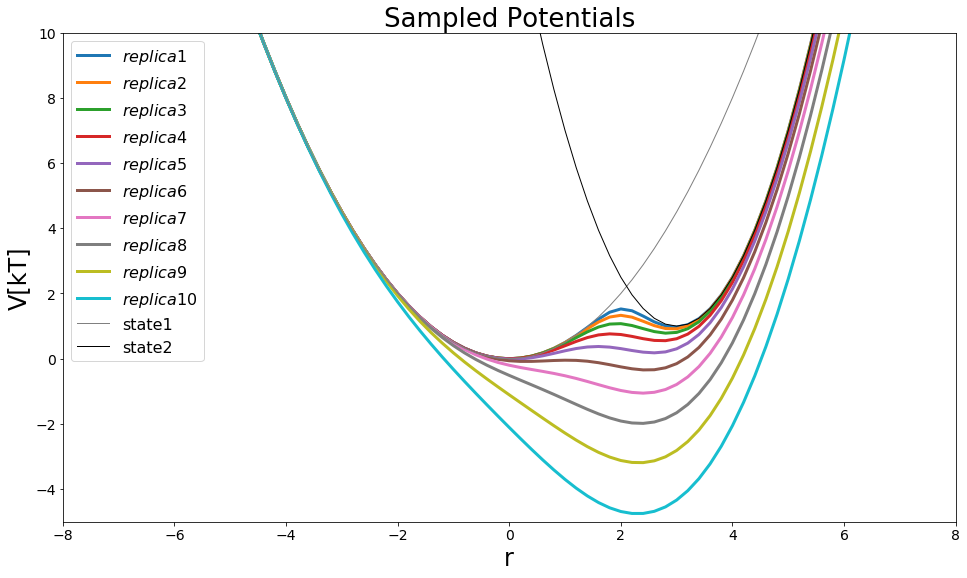 Sampled Potentials
10
8
6
4
2
0
−2
−4
V[kT]
replica1
replica2
replica3
replica4
replica5
replica6
replica7
replica8
replica9
replica10
state1
state2
−8 −6 −4 −2 0 2 4 6 8
r